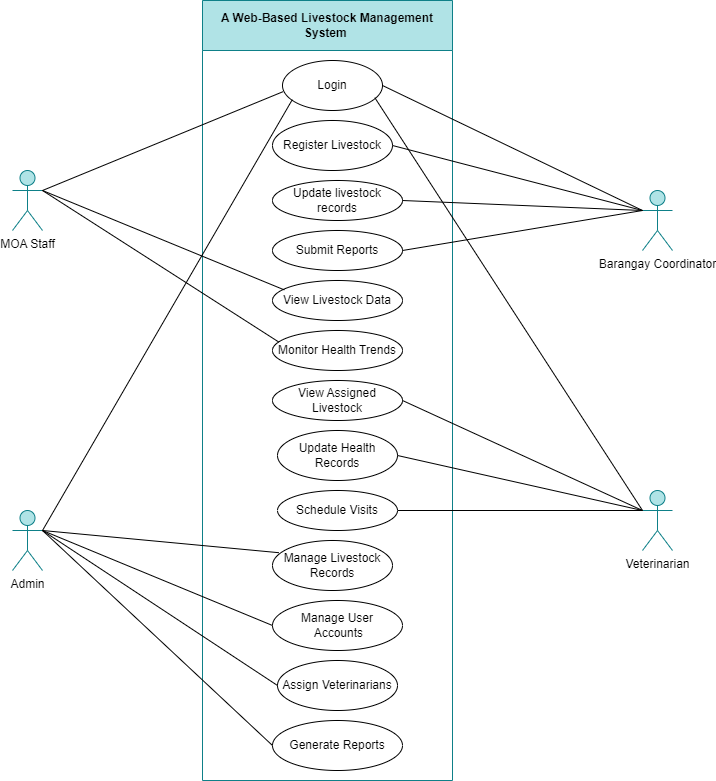 A Web-Based Livestock Management
System
Login
Register Livestock
Update livestock
records
Submit Reports
View Livestock Data
Monitor Health Trends
View Assigned
Livestock
Update Health
Records
Schedule Visits
Manage Livestock
Records
Manage User
Accounts
Assign Veterinarians
Generate Reports
MOA Staff
Admin
Barangay Coordinator
Veterinarian